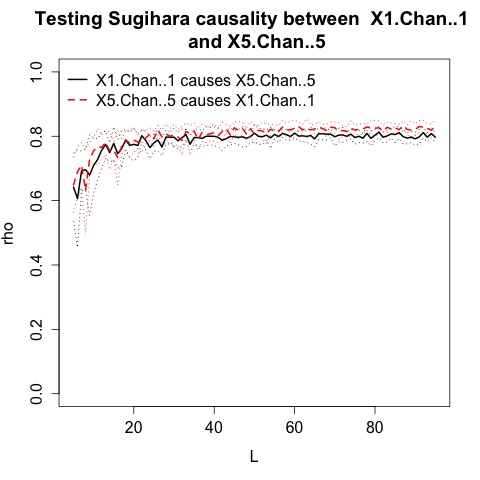 Testing Sugihara causality between X1.Chan..1
and X5.Chan..5
X1.Chan..1 causes X5.Chan..5
X5.Chan..5 causes X1.Chan..1
1.0
0.8
0.6
0.4
0.2
0.0
rho
20 40 60 80
L